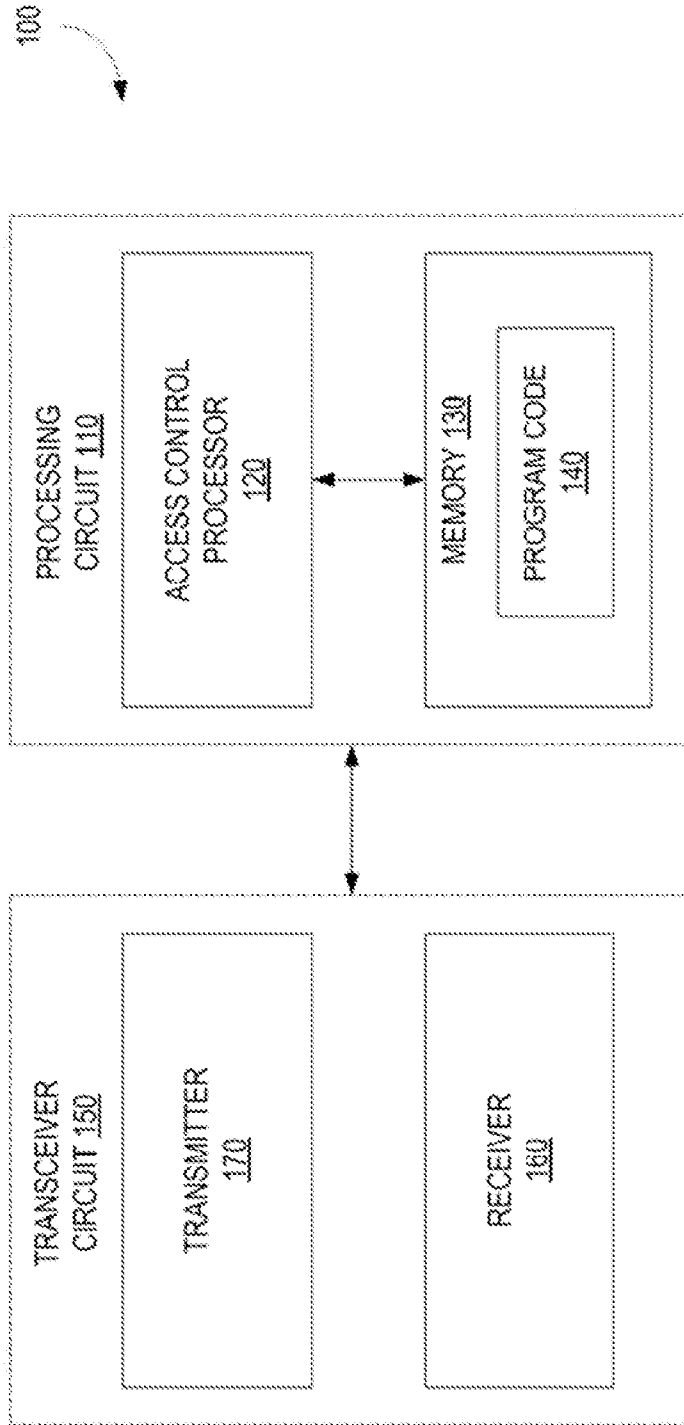 100
TRANSCEIVER
CIRCUIT 150
TRANSMITTER
170
RECEIVER
160
PROCESSING
CIRCUIT 110
ACCESS CONTROL
PROCESSOR
120
MEMORY 130
PROGRAM CODE
140